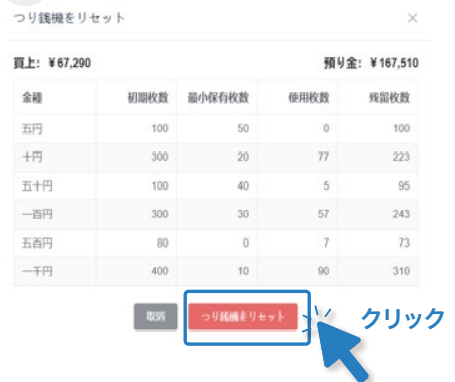 つり銭機をリセット ×
買上: ￥67,290 預り金: ￥167,510
金種 初期枚数 最小保有枚数 使用枚数 残留枚数
五円 100 50 0 100
十円 300 20 77 223
五十円 100 40 5 95
一百円 300 30 57 243
五百円 80 0 7 73
一千円 400 10 90 310
取消 つり銭機をリセット クリック